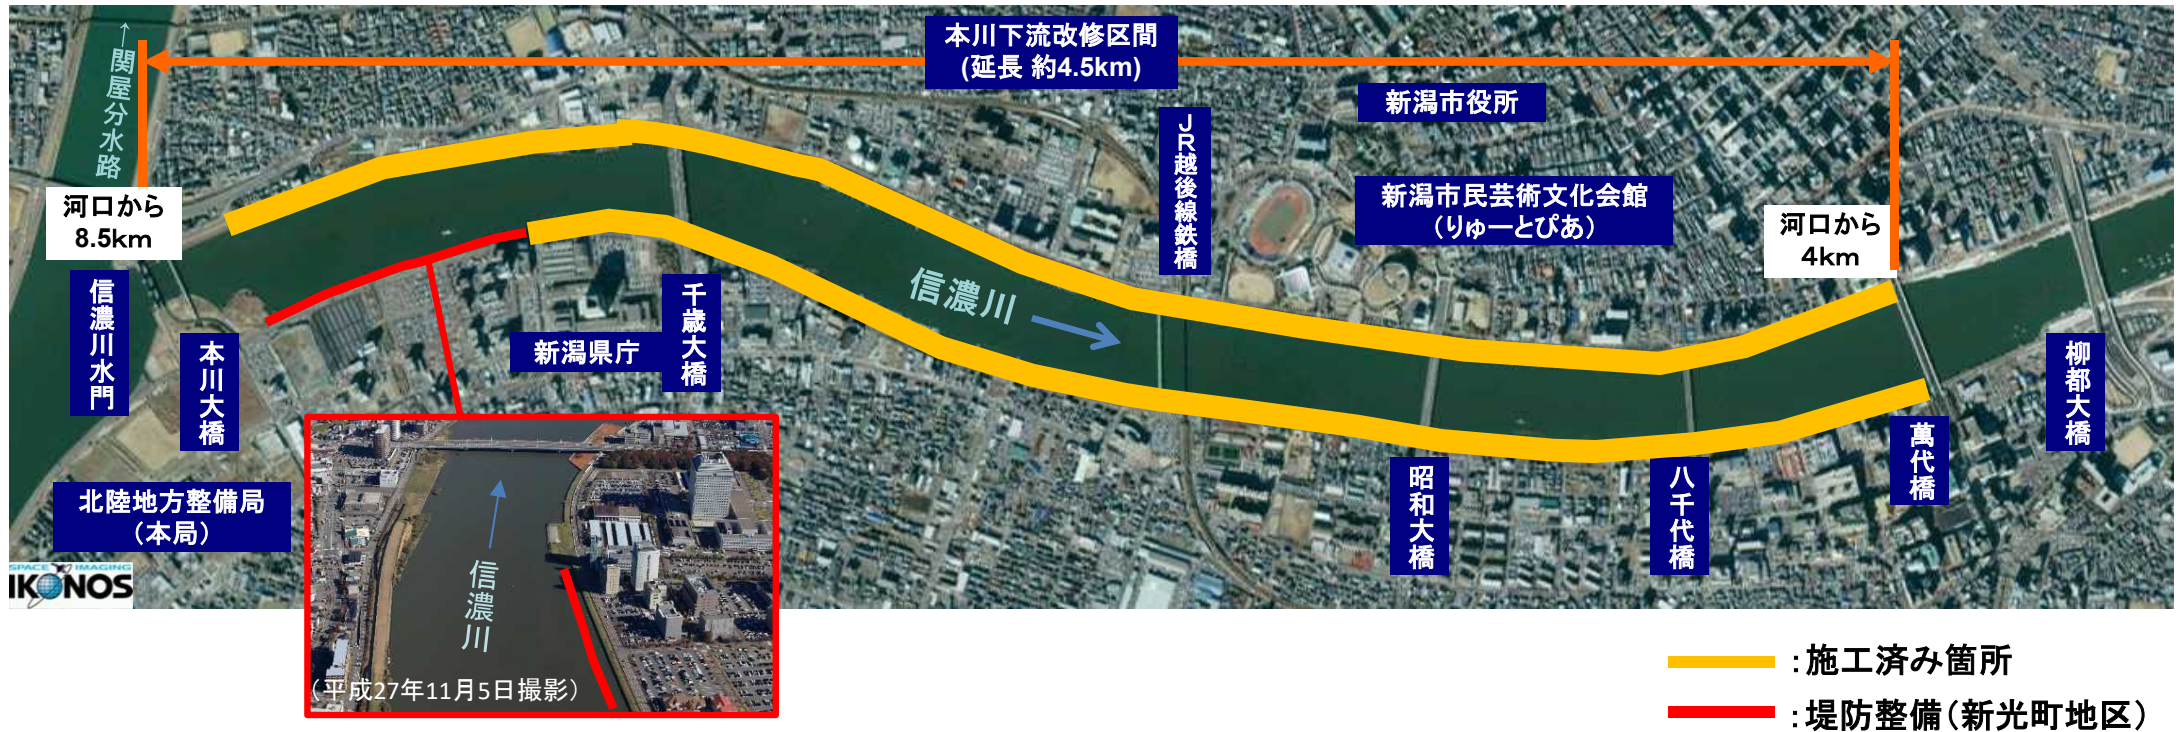 本川下流改修区間
(延長 約4.5km)
→関屋分水路
新潟市役所
JR越後線鉄橋
新潟市民芸術文化会館
(りゅーとぴあ)
河口から
8.5km
河口から
4km
信濃川水門
本川大橋
新潟県庁
千歳大橋
信濃川
昭和大橋
八千代橋
萬代橋
柳都大橋
北陸地方整備局
(本局)
SPACE IMAGING
IKONOS
信濃川
(平成27年11月5日撮影)
:施工済み箇所
:堤防整備(新光町地区)